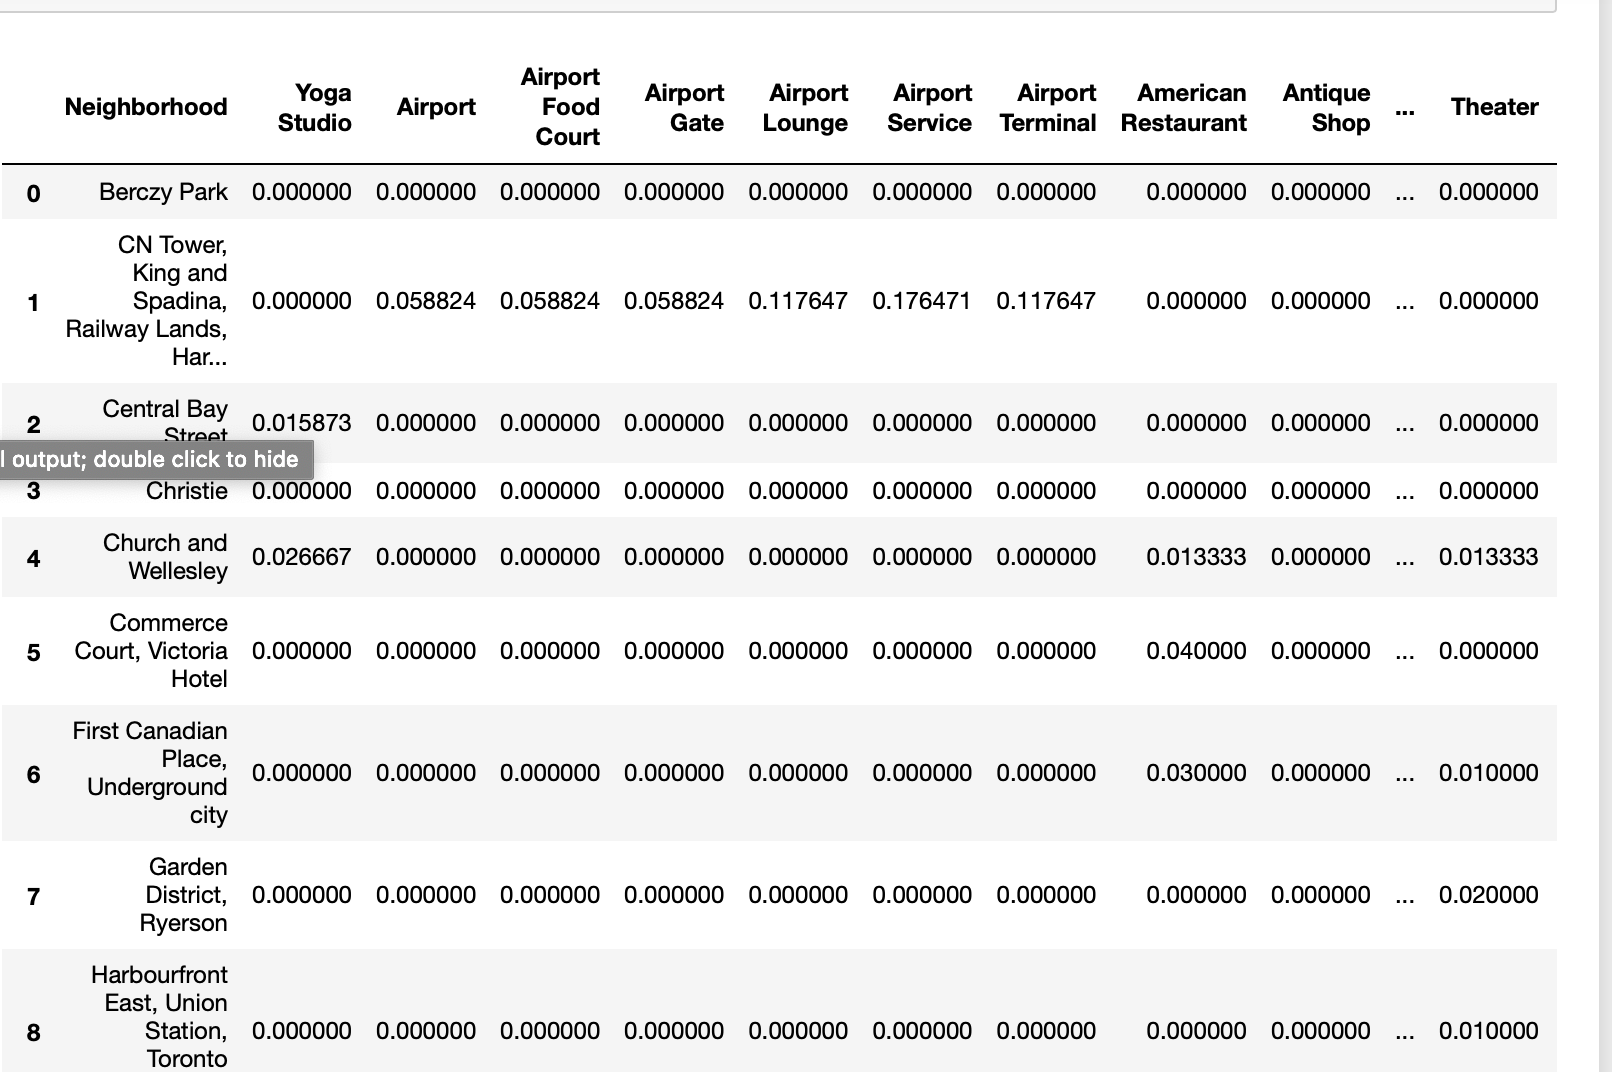 Neighborhood Yoga Studio Airport Airport Food Court Airport Gate Airport Lounge Airport Service Airport Terminal American Restaurant Antique Shop ... Theater
0 Berczy Park 0.000000 0.000000 0.000000 0.000000 0.000000 0.000000 0.000000 0.000000 0.000000 ... 0.000000
1 CN Tower, King and Spadina, Railway Lands, Har... 0.000000 0.058824 0.058824 0.058824 0.117647 0.176471 0.117647 0.000000 0.000000 ... 0.000000
2 Central Bay Street 0.015873 0.000000 0.000000 0.000000 0.000000 0.000000 0.000000 0.000000 0.000000 ... 0.000000
l output; double click to hide
3 Christie 0.000000 0.000000 0.000000 0.000000 0.000000 0.000000 0.000000 0.000000 0.000000 ... 0.000000
4 Church and Wellesley 0.026667 0.000000 0.000000 0.000000 0.000000 0.000000 0.000000 0.013333 0.000000 ... 0.013333
5 Commerce Court, Victoria Hotel 0.000000 0.000000 0.000000 0.000000 0.000000 0.000000 0.000000 0.040000 0.000000 ... 0.000000
6 First Canadian Place, Underground city 0.000000 0.000000 0.000000 0.000000 0.000000 0.000000 0.000000 0.030000 0.000000 ... 0.010000
7 Garden District, Ryerson 0.000000 0.000000 0.000000 0.000000 0.000000 0.000000 0.000000 0.000000 0.000000 ... 0.020000
8 Harbourfront East, Union Station, Toronto 0.000000 0.000000 0.000000 0.000000 0.000000 0.000000 0.000000 0.000000 0.000000 ... 0.010000